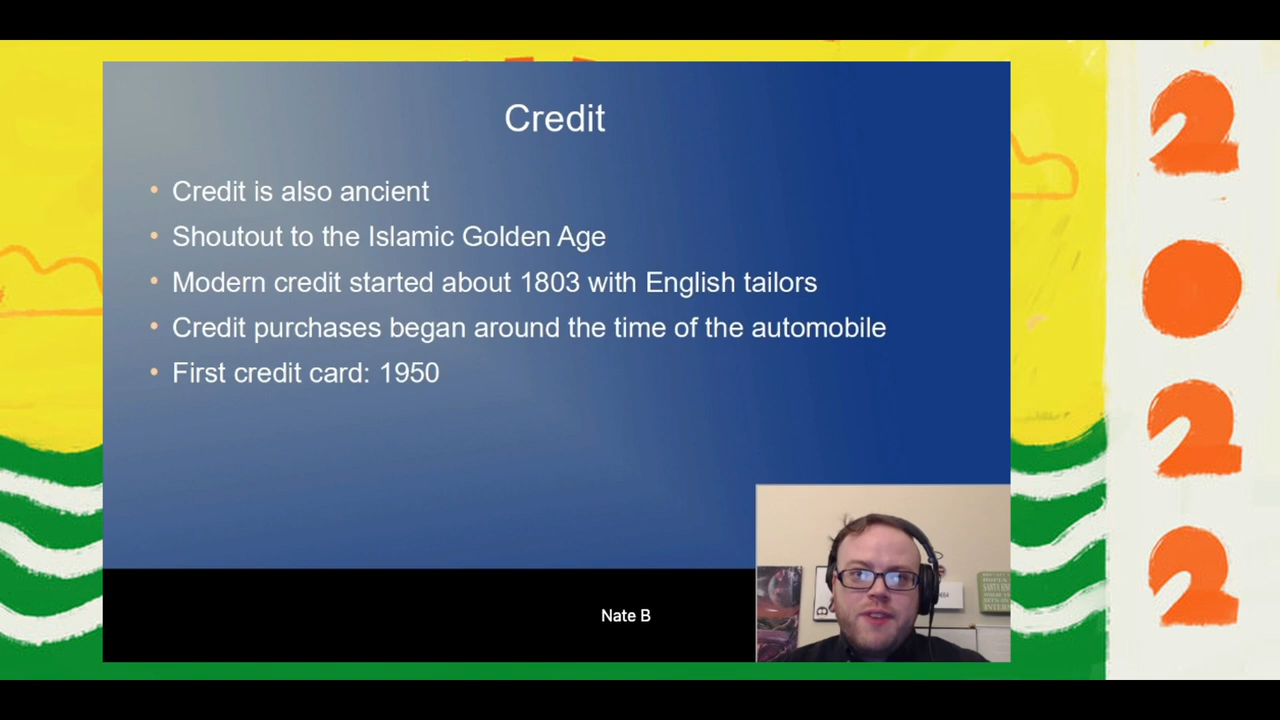 Credit
• Credit is also ancient
• Shoutout to the Islamic Golden Age
• Modern credit started about 1803 with English tailors
• Credit purchases began around the time of the automobile
• First credit card: 1950
Nate B
2
0
2
2